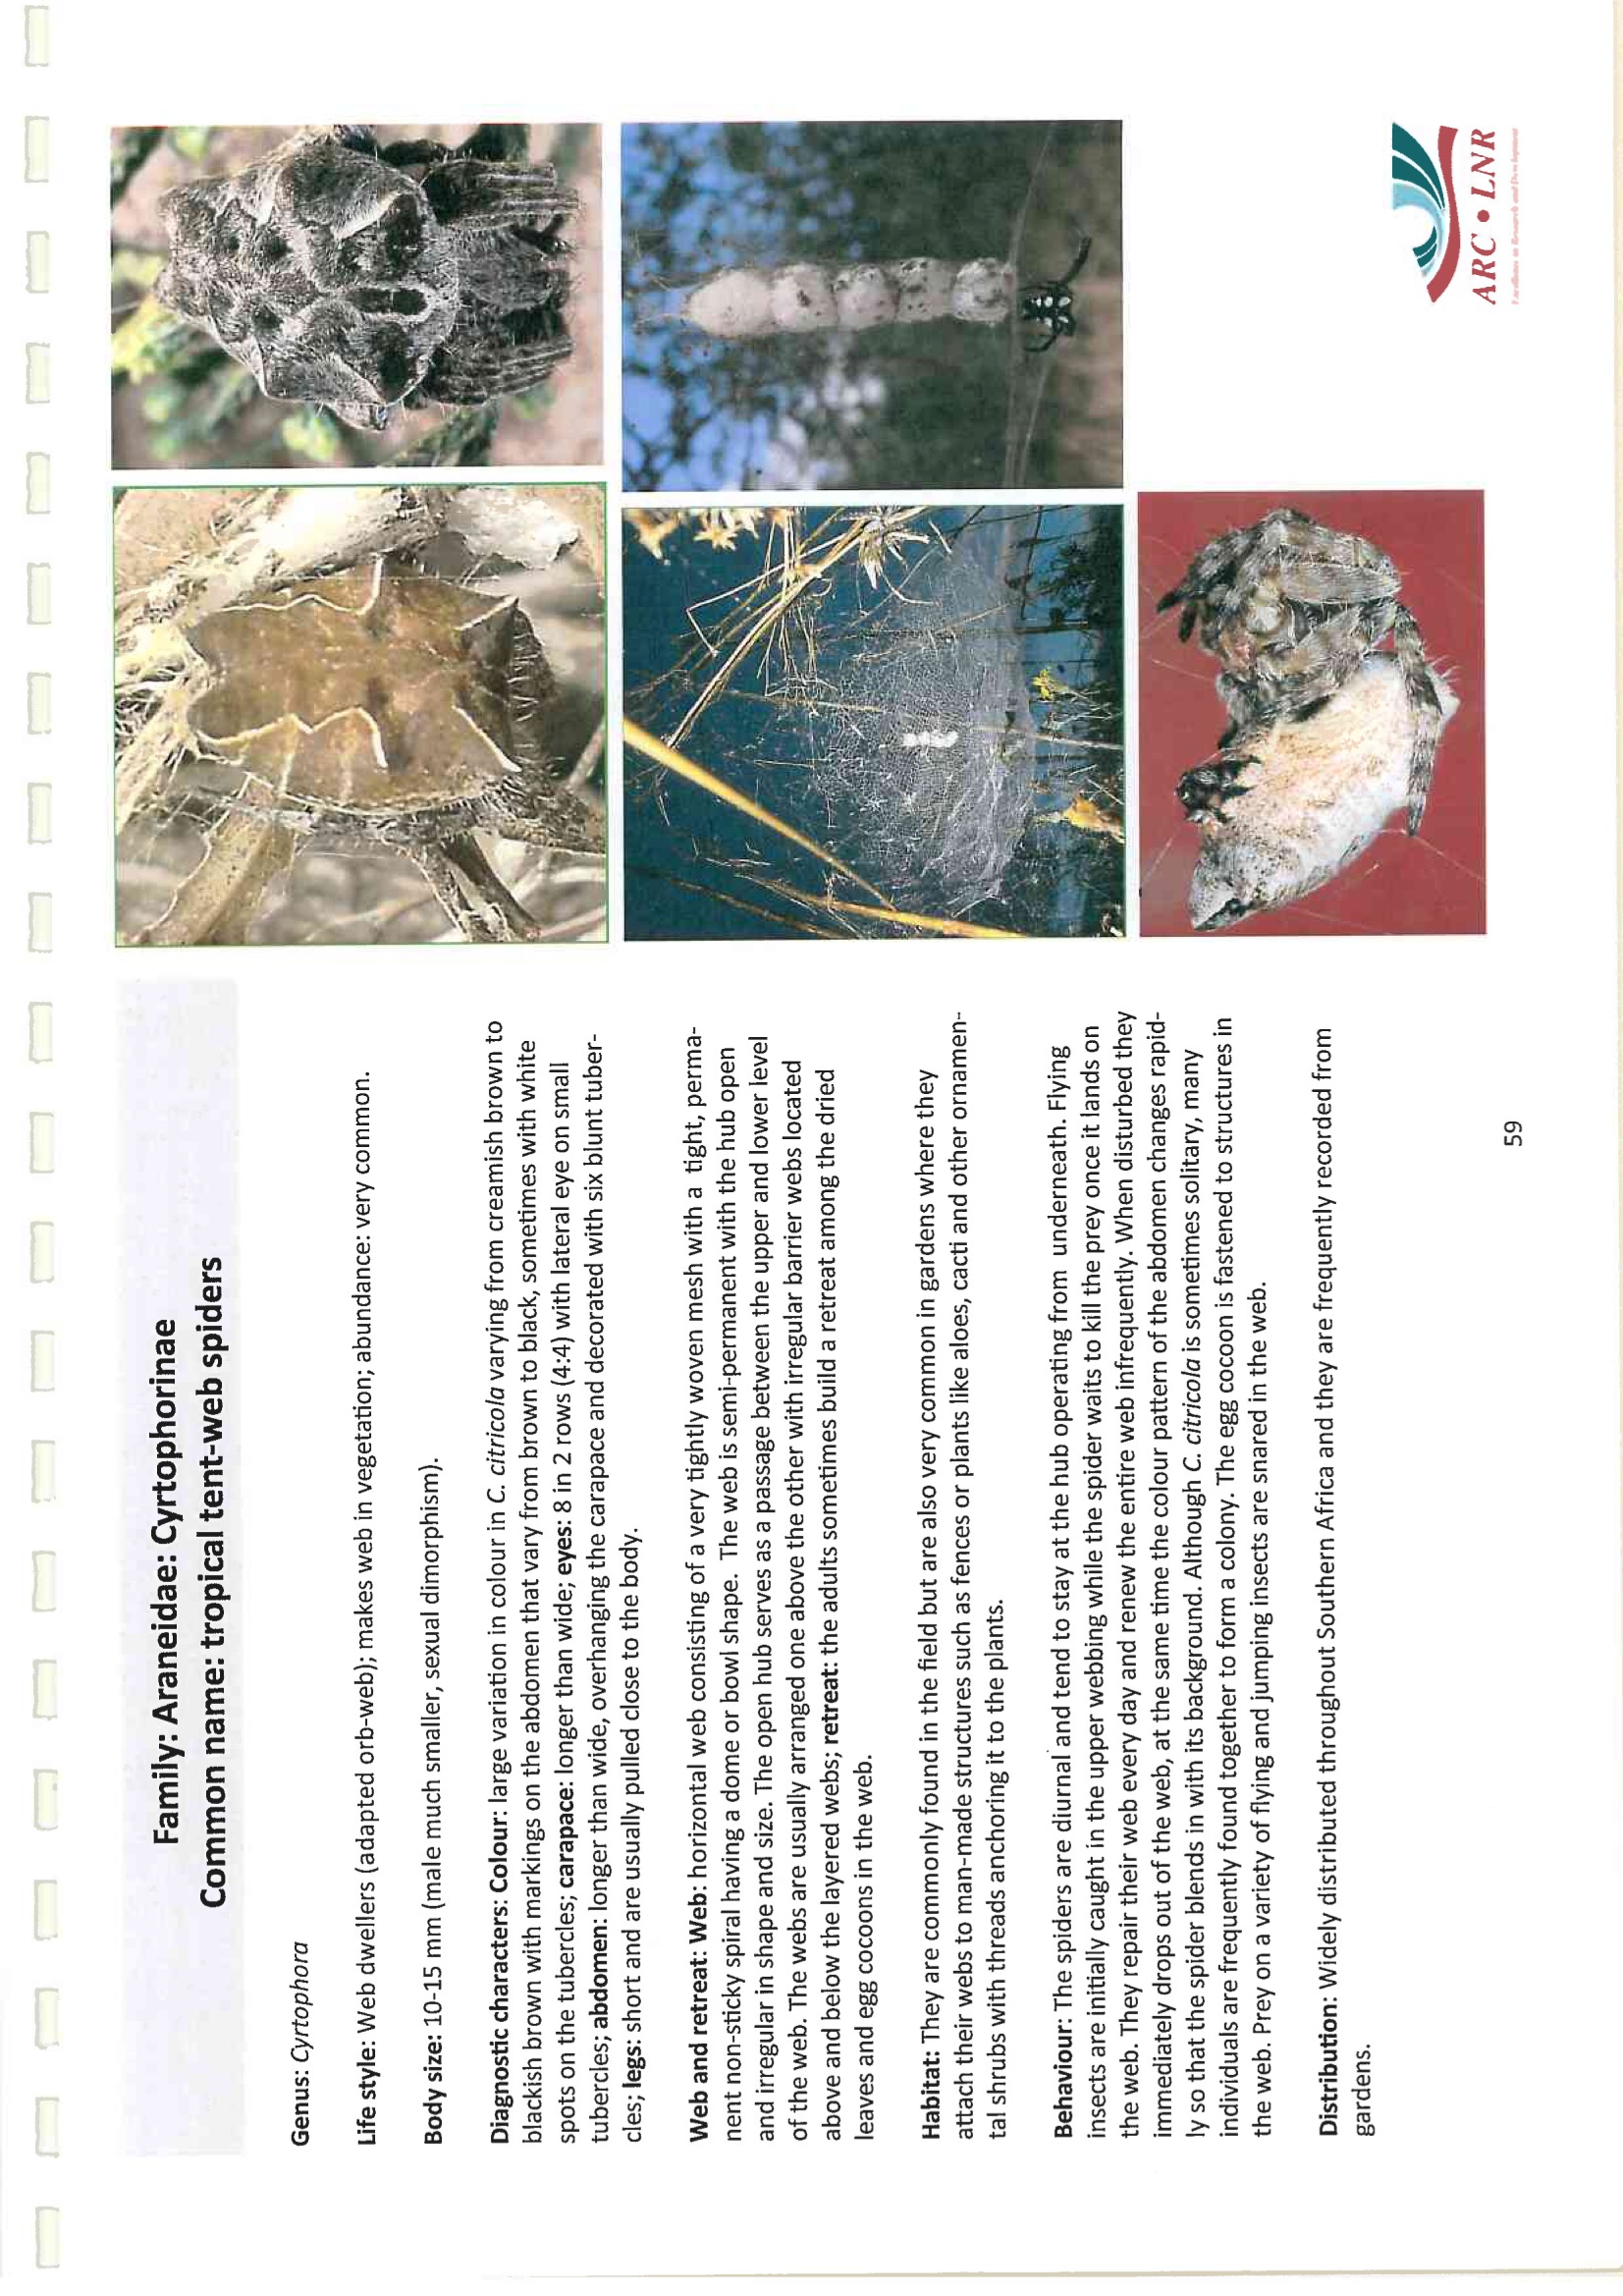 Family: Araneidae: Cyrtophorinae
Common name: tropical tent-web spiders
Genus: Cyrtophora
Life style: Web dwellers (adapted orb-web); makes web in vegetation; abundance: very common.
Body size: 10-15 mm (male much smaller, sexual dimorphism).
Diagnostic characters: Colour: large variation in colour in C. citricola varying from creamish brown to
blackish brown with markings on the abdomen that vary from brown to black, sometimes with white
spots on the tubercles; carapace: longer than wide; eyes: 8 in 2 rows (4:4) with lateral eye on small
tubercles; abdomen: longer than wide, overhanging the carapace and decorated with six blunt tuber-
cles; legs: short and are usually pulled close to the body.
Web and retreat: Web: horizontal web consisting of a very tightly woven mesh with a tight, perma-
nent non-sticky spiral having a dome or bowl shape. The web is semi-permanent with the hub open
and irregular in shape and size. The open hub serves as a passage between the upper and lower level
of the web. The webs are usually arranged one above the other with irregular barrier webs located
above and below the layered webs; retreat: the adults sometimes build a retreat among the dried
leaves and egg cocoons in the web.
Habitat: They are commonly found in the field but are also very common in gardens where they
attach their webs to man-made structures such as fences or plants like aloes, cacti and other ornamen-
tal shrubs with threads anchoring it to the plants.
Behaviour: The spiders are diurnal and tend to stay at the hub operating from underneath. Flying
insects are initially caught in the upper webbing while the spider waits to kill the prey once it lands on
the web. They repair their web every day and renew the entire web infrequently. When disturbed they
immediately drops out of the web, at the same time the colour pattern of the abdomen changes rapid-
ly so that the spider blends in with its background. Although C. citricola is sometimes solitary, many
individuals are frequently found together to form a colony. The egg cocoon is fastened to structures in
the web. Prey on a variety of flying and jumping insects are snared in the web.
Distribution: Widely distributed throughout Southern Africa and they are frequently recorded from
gardens.
ARC • LNR
Excellence in Research and Development
59